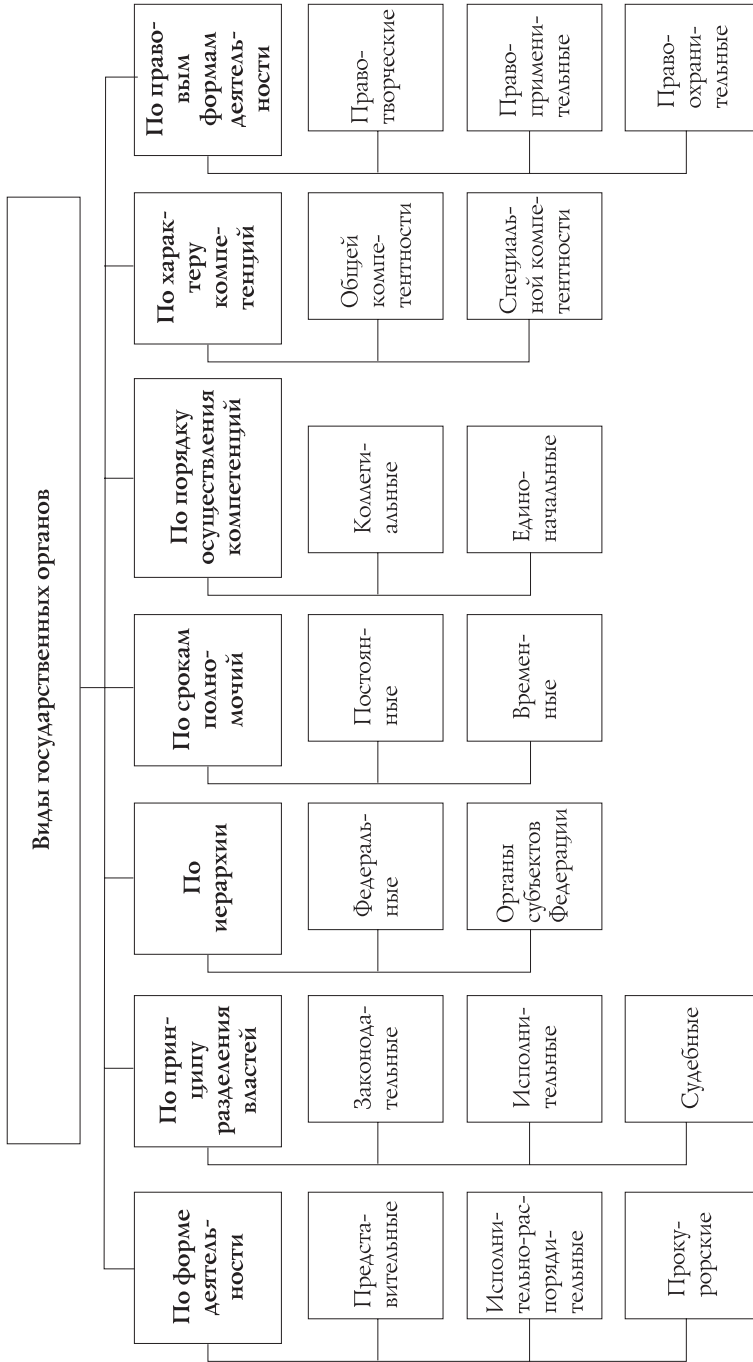 Виды государственных органов
По форме
деятель-
ности
Предста-
вительные
Исполни-
тельно-рас-
поряди-
тельные
Проку-
рорские
По прин-
ципу
разделения
властей
Законода-
тельные
Исполни-
тельные
Судебные
По
иерархии
Федераль-
ные
Органы
субъектов
Федерации
По срокам
полно-
мочий
Постоян-
ные
Времен-
ные
По порядку
осуществления
компетенций
Коллеги-
альные
Едино-
начальные
По харак-
теру
компе-
тенций
Общей
компе-
тентности
Специаль-
ной компе-
тентности
По право-
вым
формам
деятель-
ности
Право-
творческие
Право-
примени-
тельные
Право-
охрани-
тельные